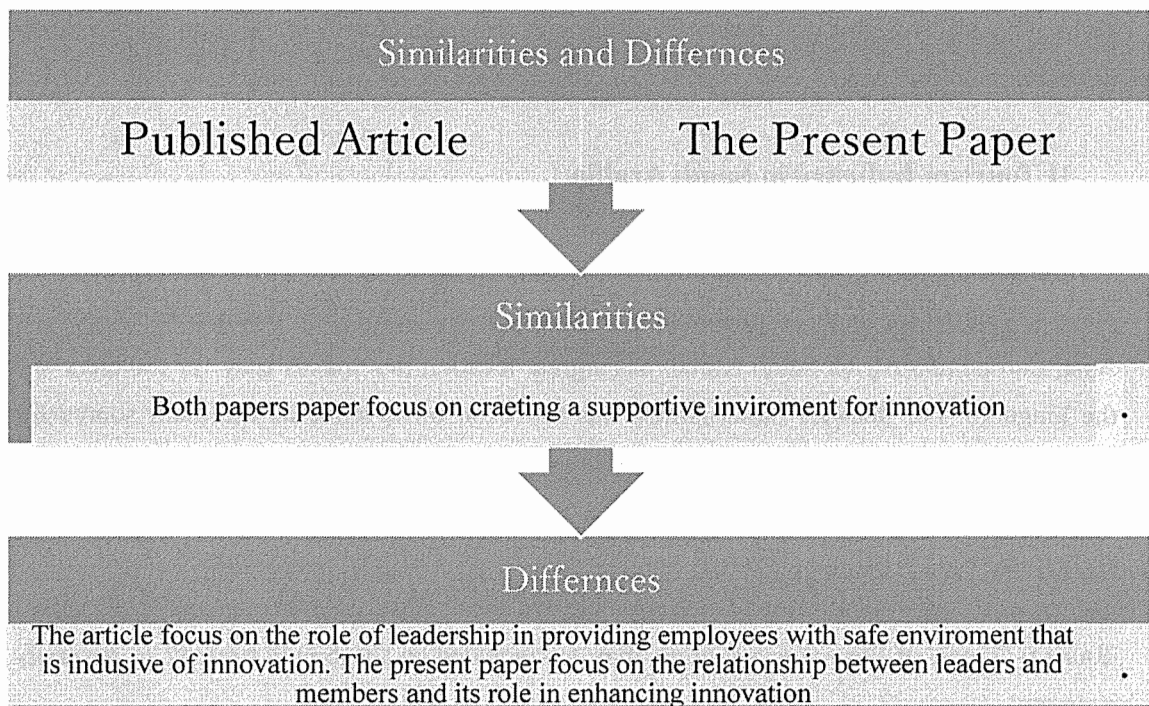 Similarities and Differnces
Published Article The Present Paper
Similarities
Both papers paper focus on craeting a supportive inviroment for innovation .
Differnces
The article focus on the role of leadership in providing employees with safe enviroment that
is indusive of innovation. The present paper focus on the relationship between leaders and .
members and its role in enhancing innovation